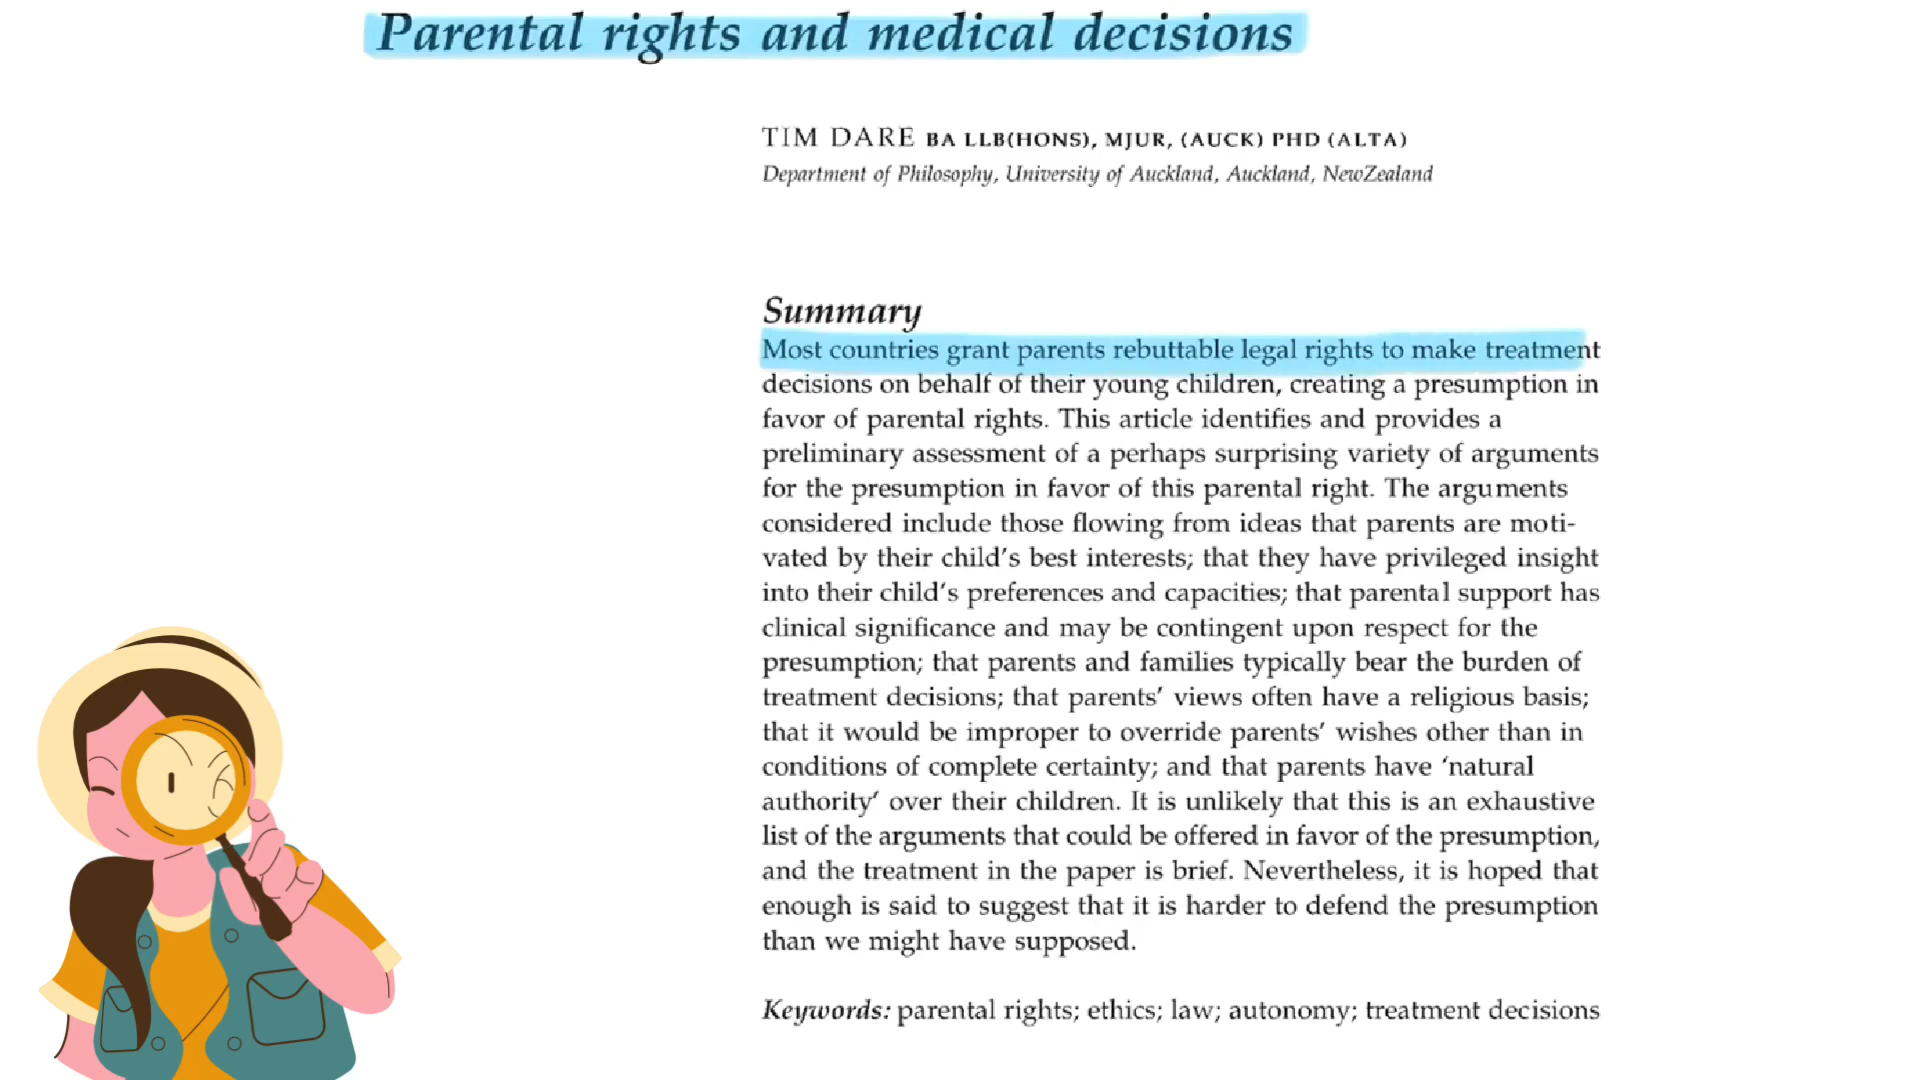 Parental rights and medical decisions
TIM DARE BA LLB(HONS), MJUR, (AUCK) PHD (ALTA)
Department of Philosophy, University of Auckland, Auckland, NewZealand
Summary
Most countries grant parents rebuttable legal rights to make treatment
decisions on behalf of their young children, creating a presumption in
favor of parental rights. This article identifies and provides a
preliminary assessment of a perhaps surprising variety of arguments
for the presumption in favor of this parental right. The arguments
considered include those flowing from ideas that parents are moti-
vated by their child's best interests; that they have privileged insight
into their child's preferences and capacities; that parental support has
clinical significance and may be contingent upon respect for the
presumption; that parents and families typically bear the burden of
treatment decisions; that parents' views often have a religious basis;
that it would be improper to override parents' wishes other than in
conditions of complete certainty; and that parents have 'natural
authority' over their children. It is unlikely that this is an exhaustive
list of the arguments that could be offered in favor of the presumption,
and the treatment in the paper is brief. Nevertheless, it is hoped that
enough is said to suggest that it is harder to defend the presumption
than we might have supposed.
Keywords: parental rights; ethics; law; autonomy; treatment decisions